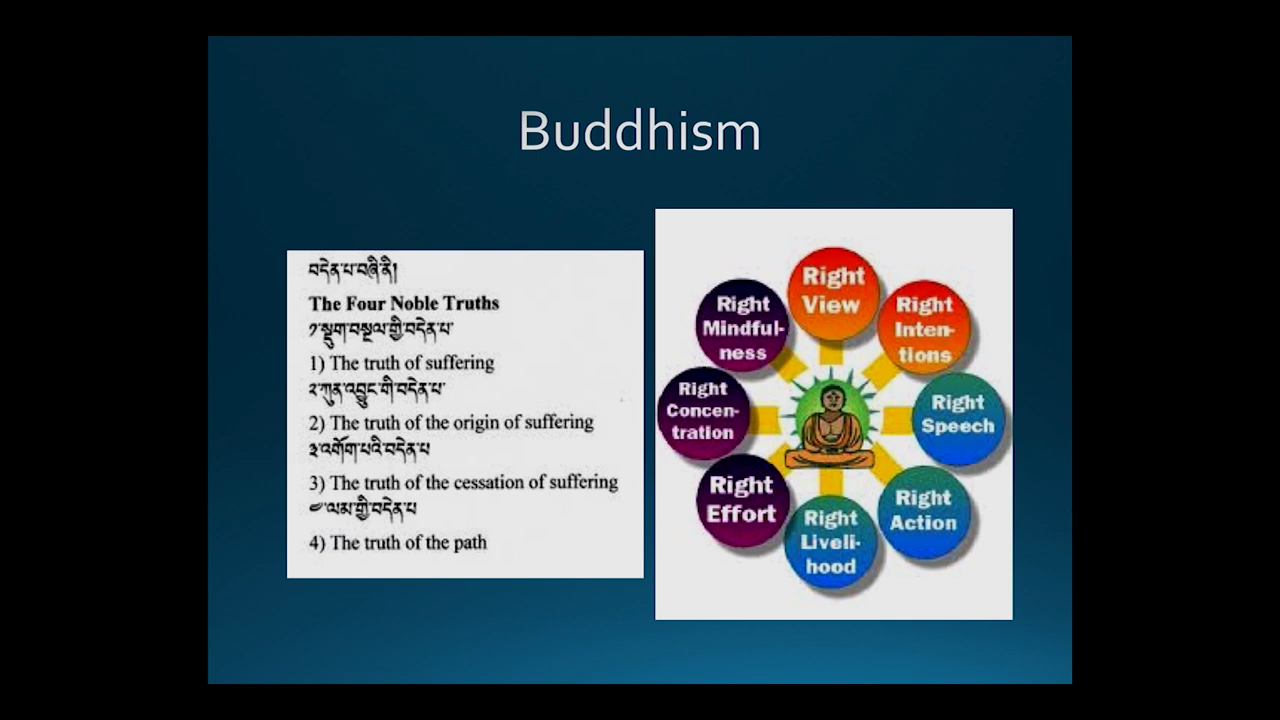 Buddhism
བདེན་པ་བཞི་ནི།
The Four Noble Truths
༡་སྡུག་བསྔལ་གྱི་བདེན་པ་
1) The truth of suffering
༢་ཀུན་འབྱུང་གི་བདེན་པ་
2) The truth of the origin of suffering
༣་འགོག་པའི་བདེན་པ
3) The truth of the cessation of suffering
༤་ལམ་གྱི་བདེན་པ
4) The truth of the path
Right
View
Right
Inten-
tions
Right
Speech
Right
Action
Right
Liveli-
hood
Right
Effort
Right
Concen-
tration
Right
Mindful-
ness